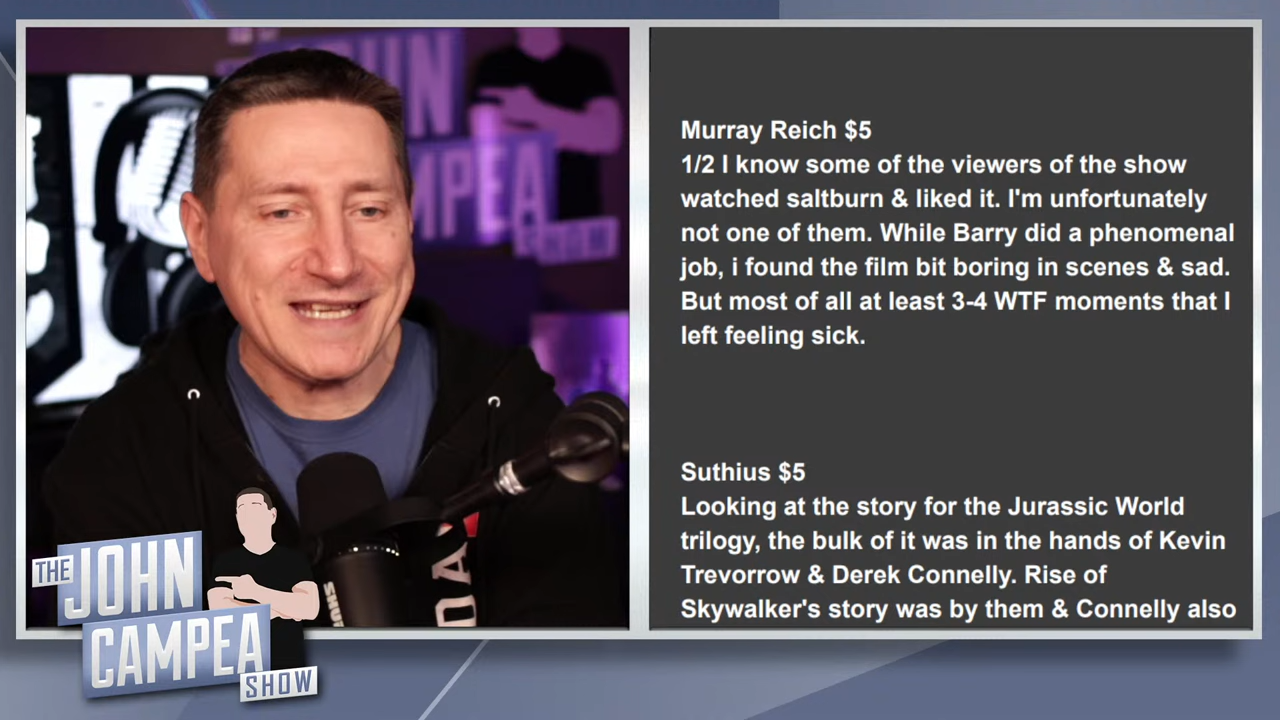 Murray Reich $5
1/2 I know some of the viewers of the show
watched saltburn & liked it. I'm unfortunately
not one of them. While Barry did a phenomenal
job, i found the film bit boring in scenes & sad.
But most of all at least 3-4 WTF moments that I
left feeling sick.
Suthius $5
Looking at the story for the Jurassic World
trilogy, the bulk of it was in the hands of Kevin
Trevorrow & Derek Connelly. Rise of
Skywalker's story was by them & Connelly also
THE
JOHN
CAMPEA
SHOW